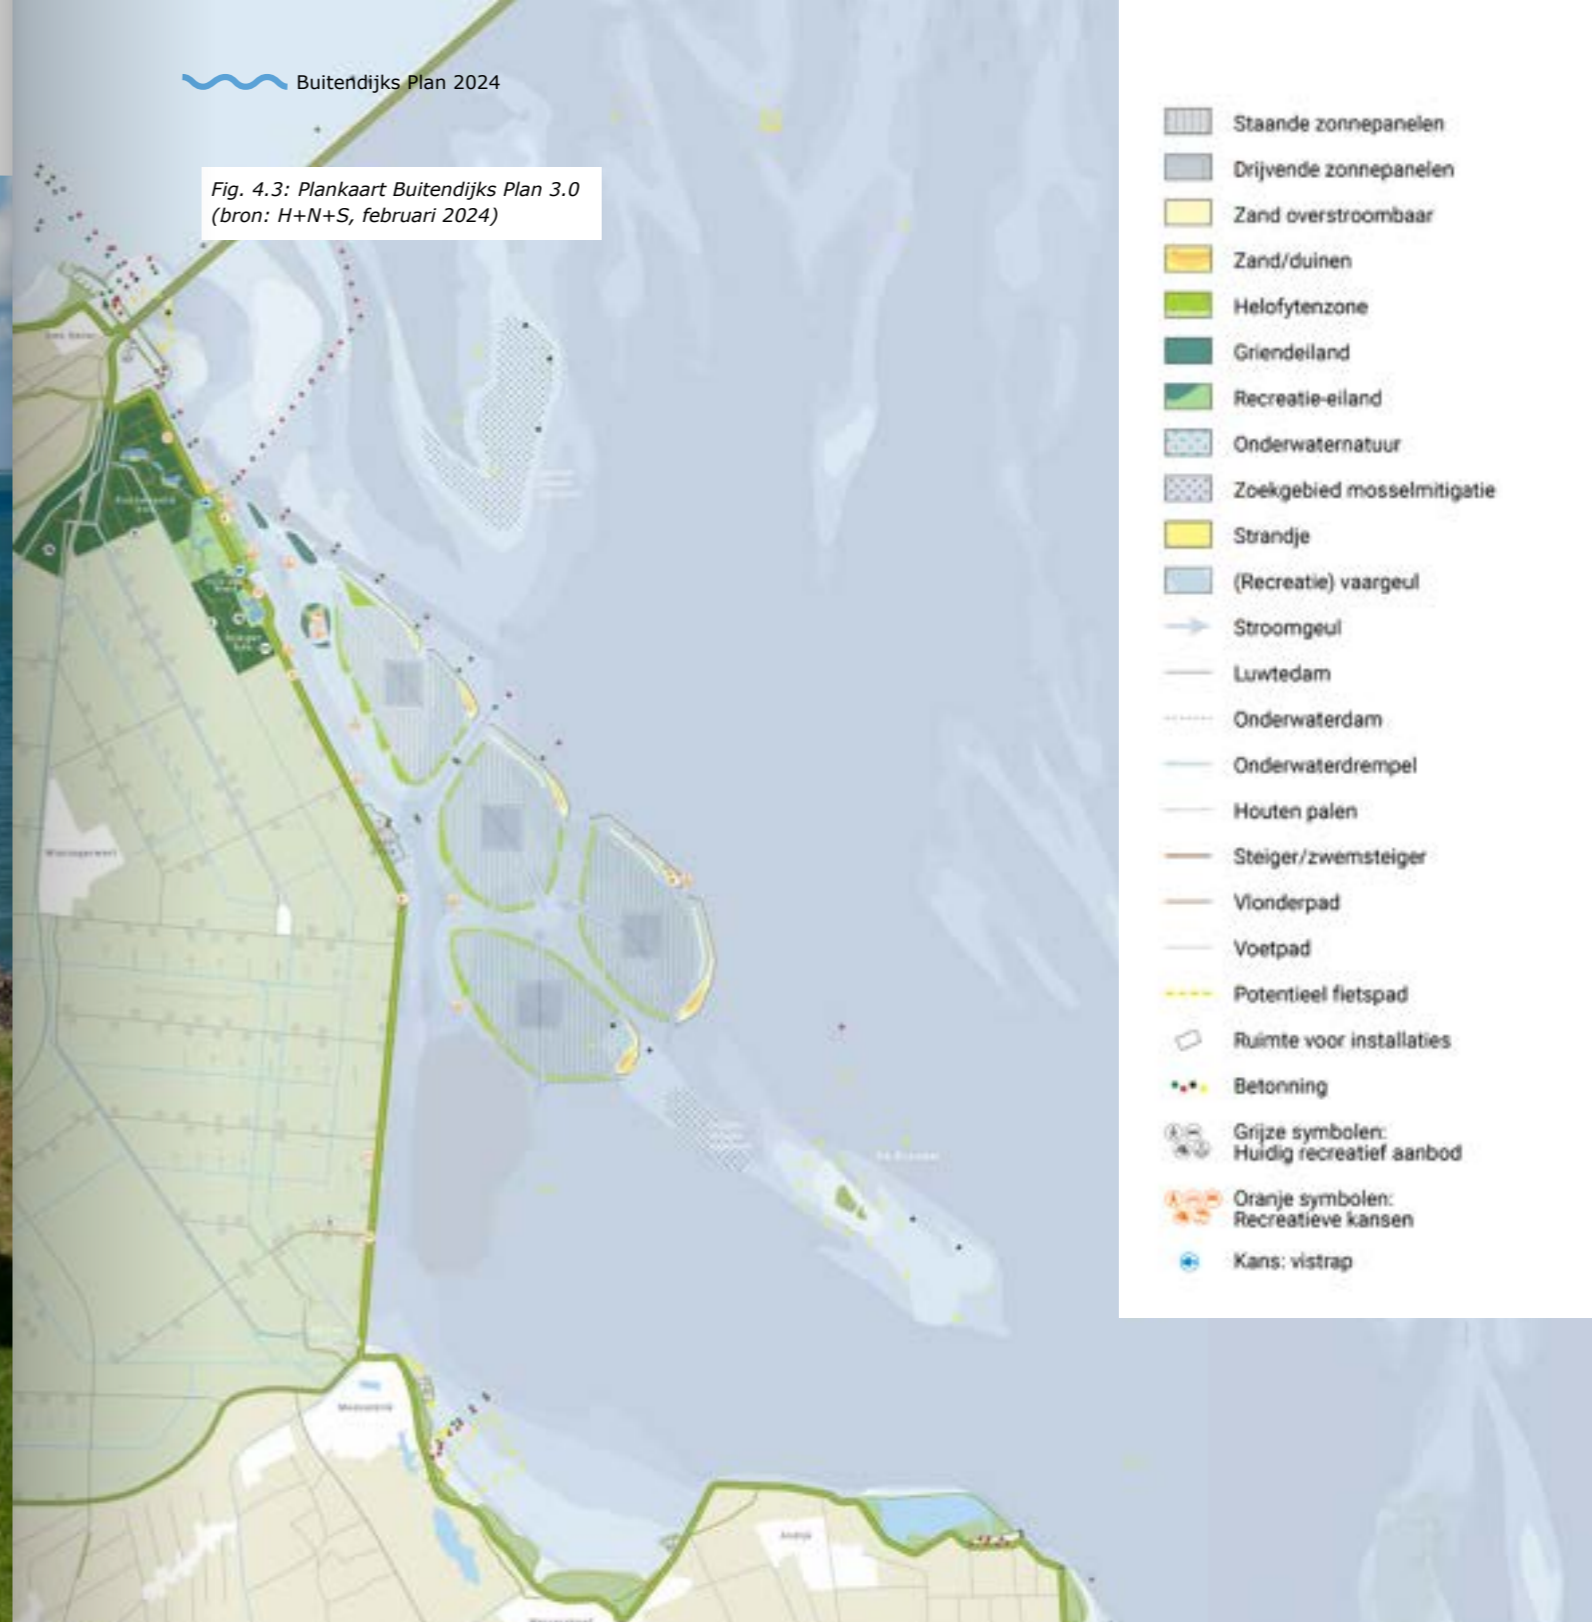 Buitendijks Plan 2024
Fig. 4.3: Plankaart Buitendijks Plan 3.0
(bron: H+N+S, februari 2024)
Staande zonnepanelen
Drijvende zonnepanelen
Zand overstroombaar
Zand/duinen
Helofytenzone
Griendeiland
Recreatie-eiland
Onderwaternatuur
Zoekgebied mosselmitigatie
Strandje
(Recreatie) vaargeul
Stroomgeul
Luwtedam
Onderwaterdam
Onderwaterdrempel
Houten palen
Steiger/zwemsteiger
Vlonderpad
Voetpad
Potentieel fietspad
Ruimte voor installaties
Betonning
Grijze symbolen:
Huidig recreatief aanbod
Oranje symbolen:
Recreatieve kansen
Kans: vistrap
Wieringerwerf
Medemblik
Andijk